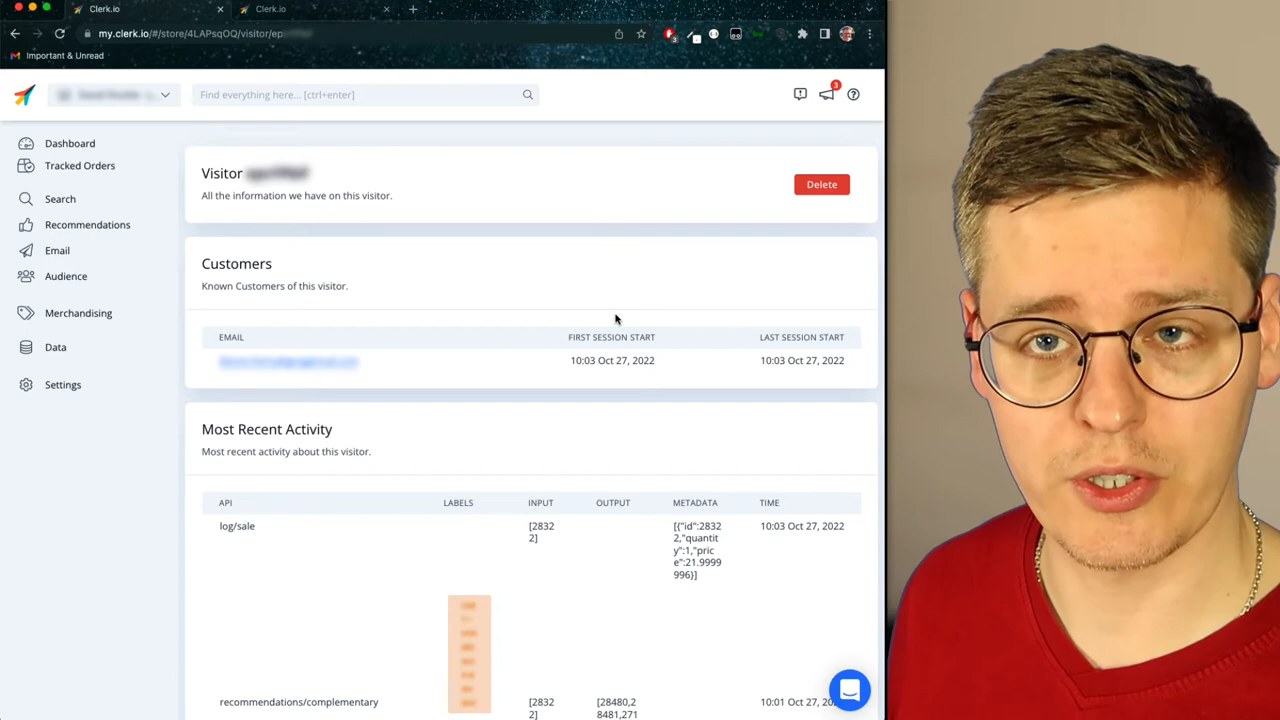 Clerk.io
Clerk.io
my.clerk.io/#/store/4LAPsqOQ/visitor/ep
3
Important & Unread
Find everything here... [ctrl+enter]
3
Dashboard
Tracked Orders
Search
Recommendations
Email
Audience
Merchandising
Data
Settings
Visitor
All the information we have on this visitor.
Delete
Customers
Known Customers of this visitor.
EMAIL FIRST SESSION START LAST SESSION START
10:03 Oct 27, 2022 10:03 Oct 27, 2022
Most Recent Activity
Most recent activity about this visitor.
API LABELS INPUT OUTPUT METADATA TIME
log/sale [2832 [{"id":2832 10:03 Oct 27, 2022
2] 2,"quanti
ty":1,"pric
e":21.9999
996}]
recommendations/complementary [2832 [28480,2 10:01 Oct 27, 20
2] 8481,271